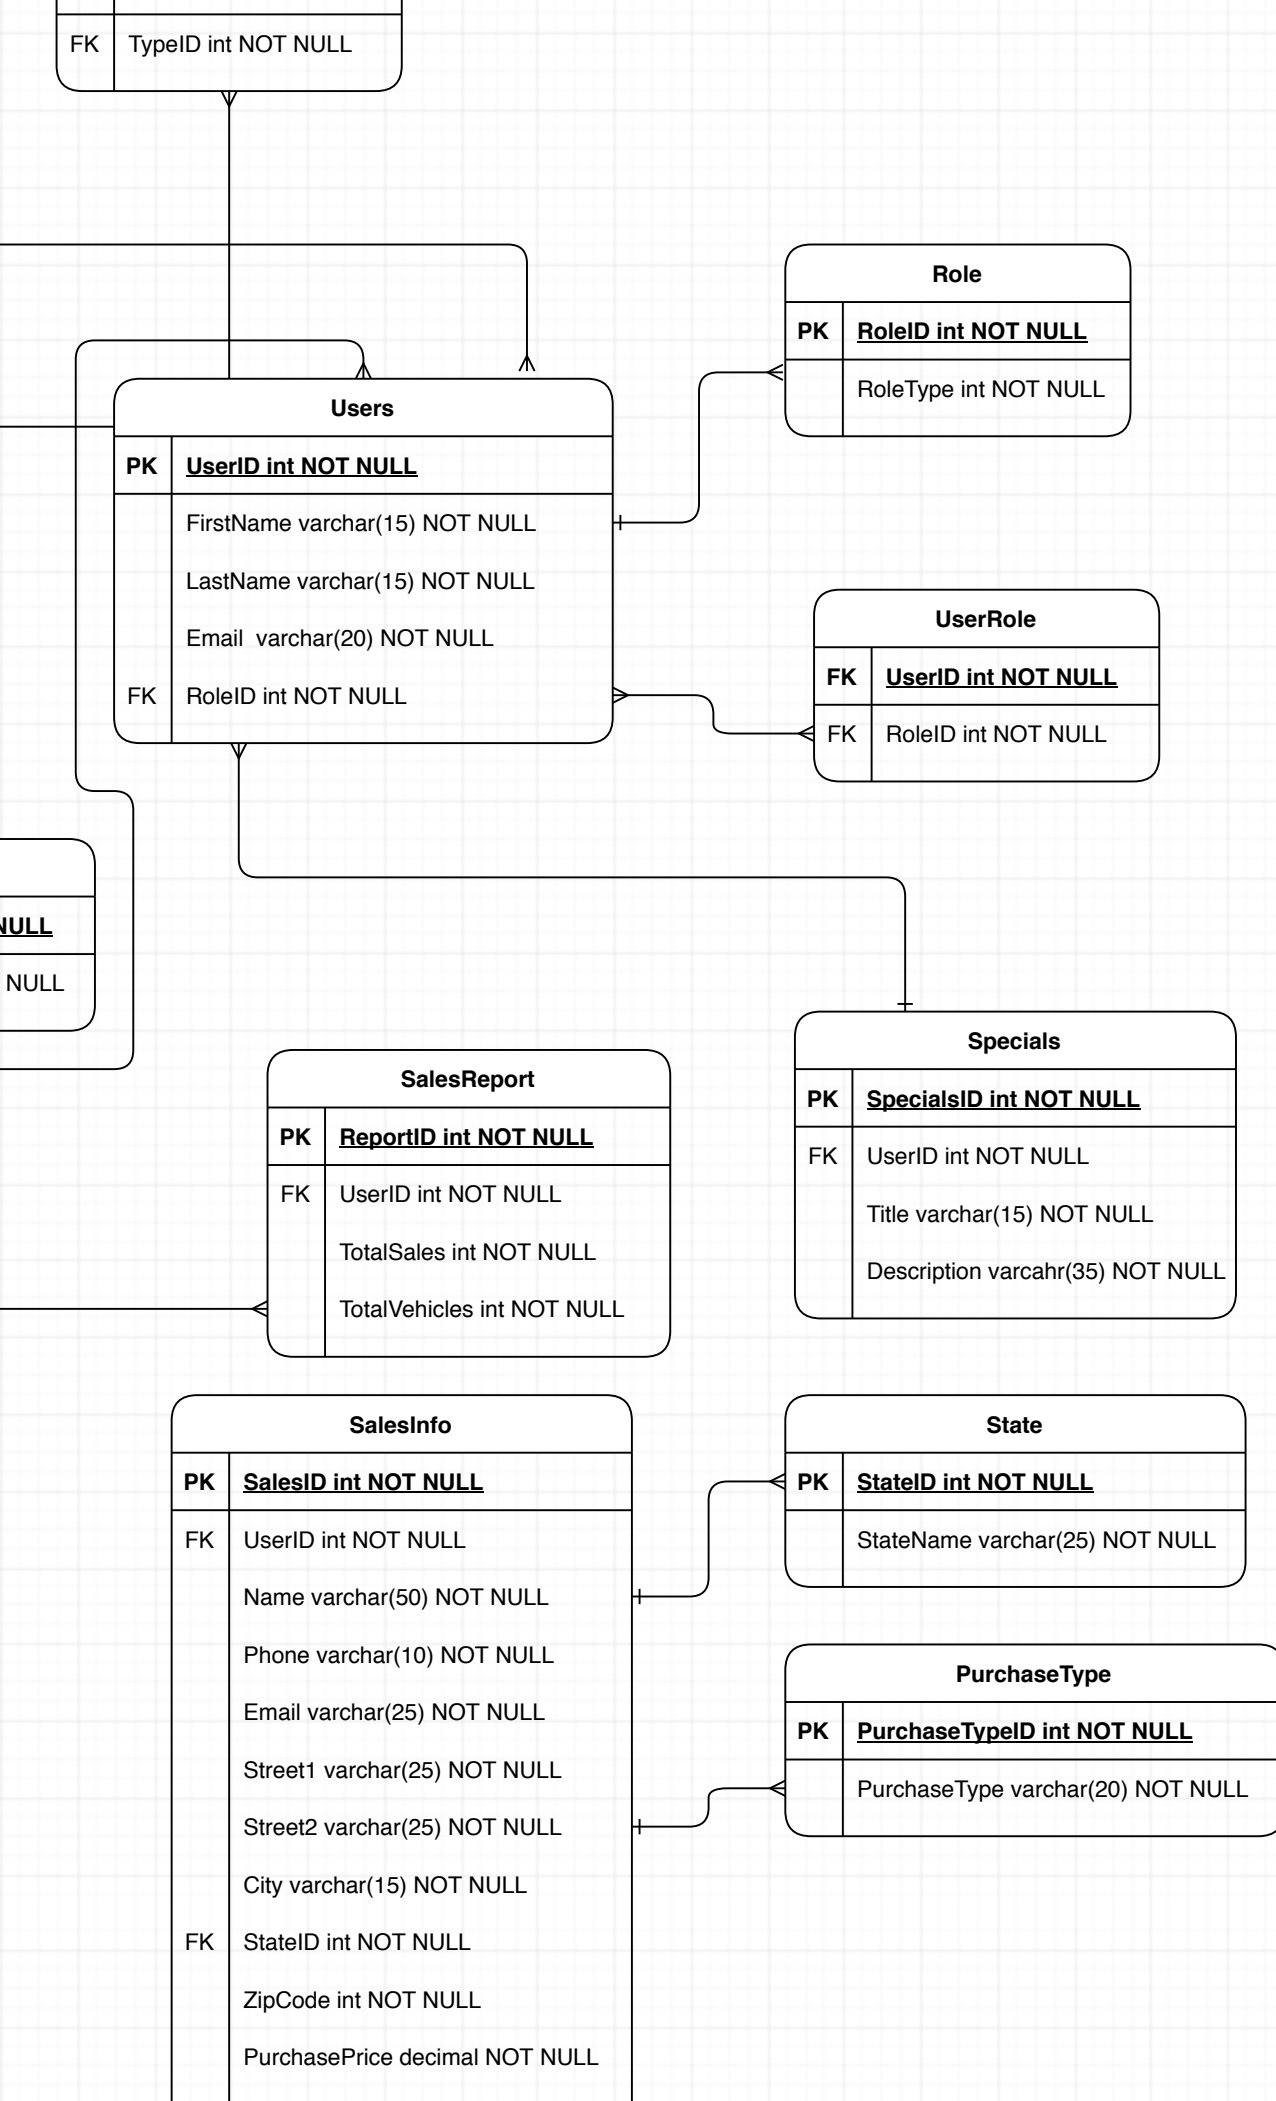 FK TypeID int NOT NULL
Role
PK RoleID int NOT NULL
RoleType int NOT NULL
Users
PK UserID int NOT NULL
FirstName varchar(15) NOT NULL
LastName varchar(15) NOT NULL
Email  varchar(20) NOT NULL
FK RoleID int NOT NULL
UserRole
FK UserID int NOT NULL
FK RoleID int NOT NULL
NULL
NULL
Specials
PK SpecialsID int NOT NULL
FK UserID int NOT NULL
Title varchar(15) NOT NULL
Description varcahr(35) NOT NULL
SalesReport
PK ReportID int NOT NULL
FK UserID int NOT NULL
TotalSales int NOT NULL
TotalVehicles int NOT NULL
SalesInfo
PK SalesID int NOT NULL
FK UserID int NOT NULL
Name varchar(50) NOT NULL
Phone varchar(10) NOT NULL
Email varchar(25) NOT NULL
Street1 varchar(25) NOT NULL
Street2 varchar(25) NOT NULL
City varchar(15) NOT NULL
FK StateID int NOT NULL
ZipCode int NOT NULL
PurchasePrice decimal NOT NULL
State
PK StateID int NOT NULL
StateName varchar(25) NOT NULL
PurchaseType
PK PurchaseTypeID int NOT NULL
PurchaseType varchar(20) NOT NULL